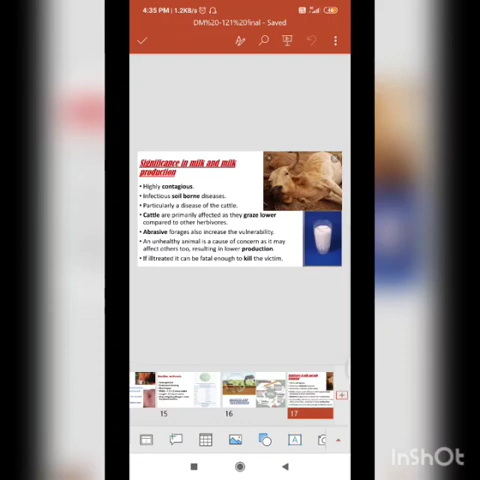 4:35 PM | 1.2KB/s
DM%20-121%20final - Saved
Significance in milk and milk
production
• Highly contagious.
• Infectious soil borne diseases.
• Particularly a disease of the cattle.
• Cattle are primarily affected as they graze lower
compared to other herbivores.
• Abrasive forages also increase the vulnerability.
• An unhealthy animal is a cause of concern as it may
affect others too, resulting in lower production.
• If illtreated it can be fatal enough to kill the victim.
15
16
17
InShOt